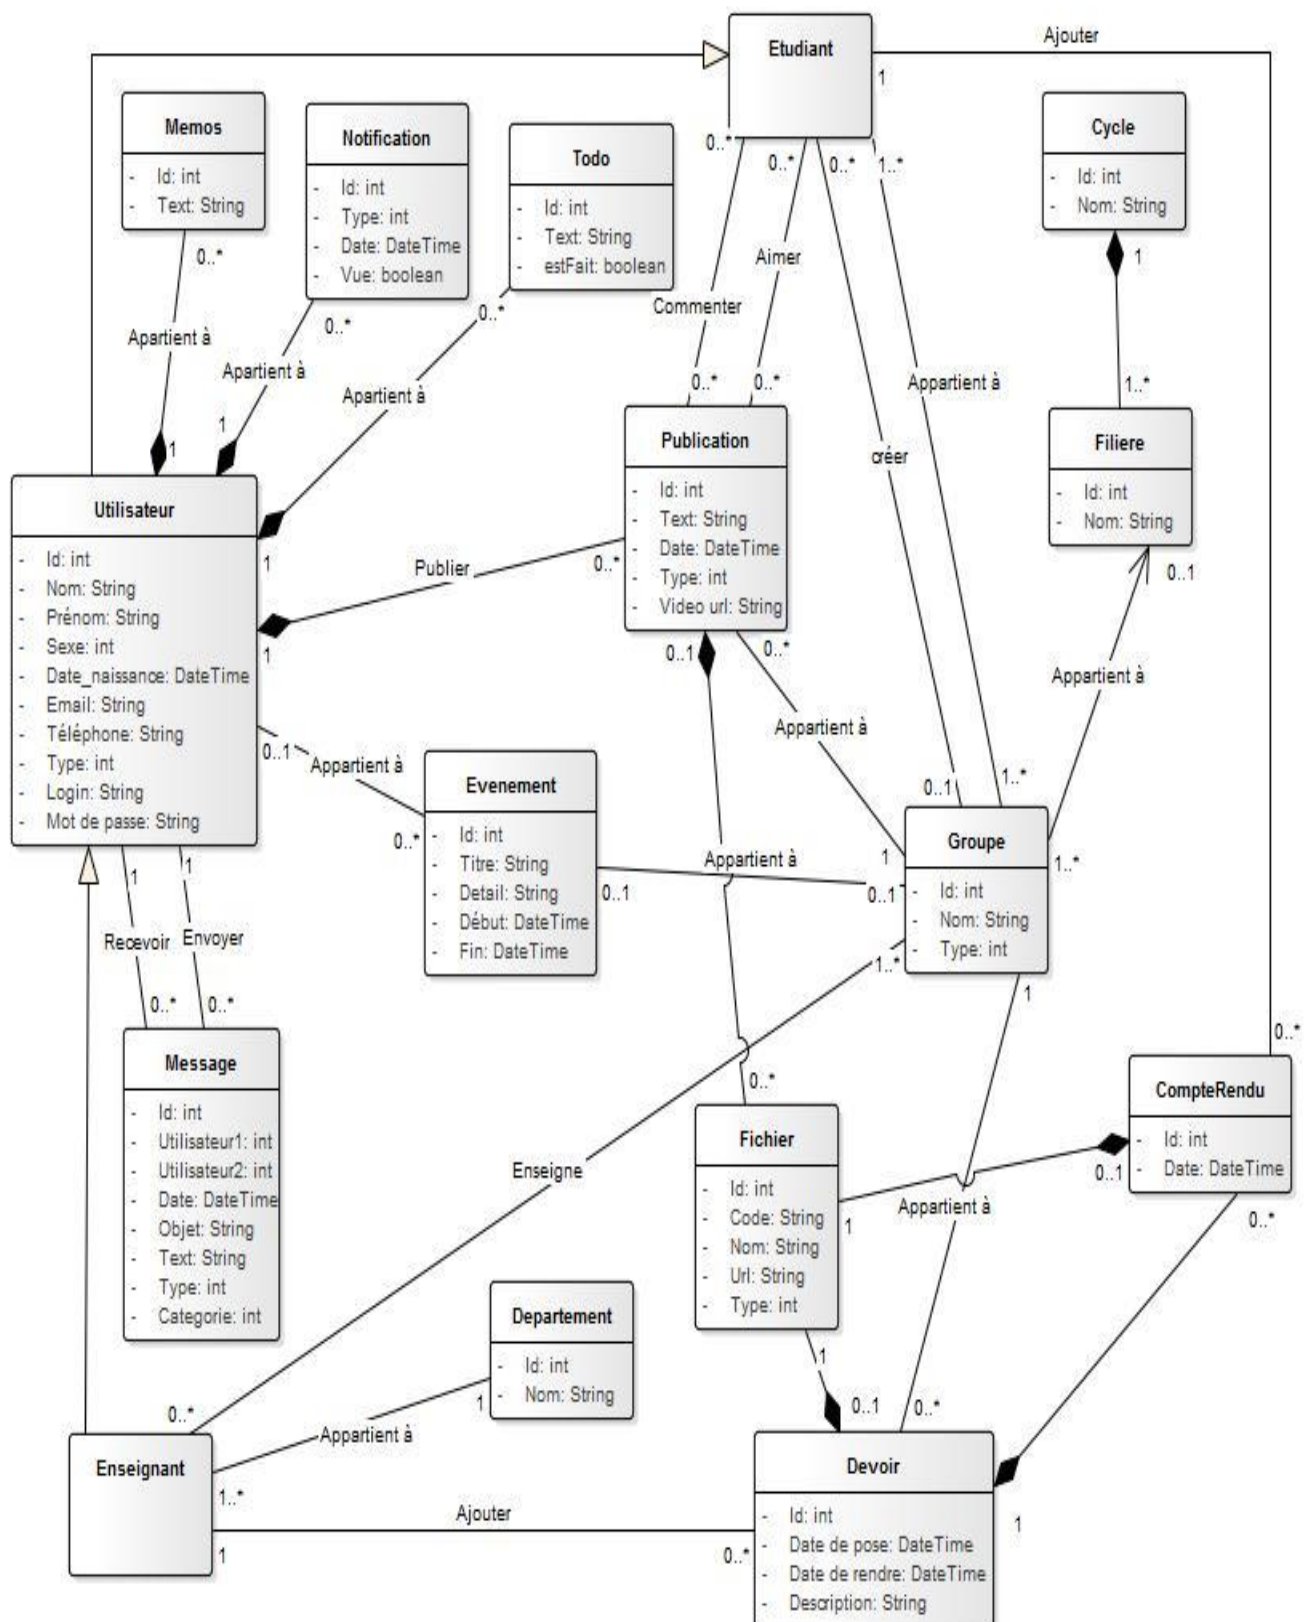 Etudiant
Ajouter
1
0..*
0..*
0..*
1..*
Memos
- Id: int
- Text: String
0..*
Notification
- Id: int
- Type: int
- Date: DateTime
- Vue: boolean
0..*
Todo
- Id: int
- Text: String
- estFait: boolean
0..*
Cycle
- Id: int
- Nom: String
1
1..*
Commenter
Aimer
0..*
0..*
Apartient à
1
Apartient à
1
Apartient à
1
créer
Appartient à
Filiere
- Id: int
- Nom: String
0..1
Publication
- Id: int
- Text: String
- Date: DateTime
- Type: int
- Video url: String
0..1
0..*
Utilisateur
- Id: int
- Nom: String
- Prénom: String
- Sexe: int
- Date_naissance: DateTime
- Email: String
- Téléphone: String
- Type: int
- Login: String
- Mot de passe: String
Publier
1
0..*
Appartient à
Appartient à
0..1
Appartient à
0..*
Evenement
- Id: int
- Titre: String
- Detail: String
- Début: DateTime
- Fin: DateTime
0..1
Appartient à
0..1
0..1
1..*
1
1..*
Groupe
- Id: int
- Nom: String
- Type: int
1..*
1
1
1
Recevoir
Envoyer
0..*
0..*
Message
- Id: int
- Utilisateur1: int
- Utilisateur2: int
- Date: DateTime
- Objet: String
- Text: String
- Type: int
- Categorie: int
Enseigne
0..*
0..*
Fichier
- Id: int
- Code: String
- Nom: String
- Url: String
- Type: int
1
0..1
Appartient à
0..*
CompteRendu
- Id: int
- Date: DateTime
0..*
Departement
- Id: int
- Nom: String
1
Appartient à
1..*
1
0..1
0..*
Enseignant
Ajouter
1
0..*
Devoir
- Id: int
- Date de pose: DateTime
- Date de rendre: DateTime
- Description: String
1